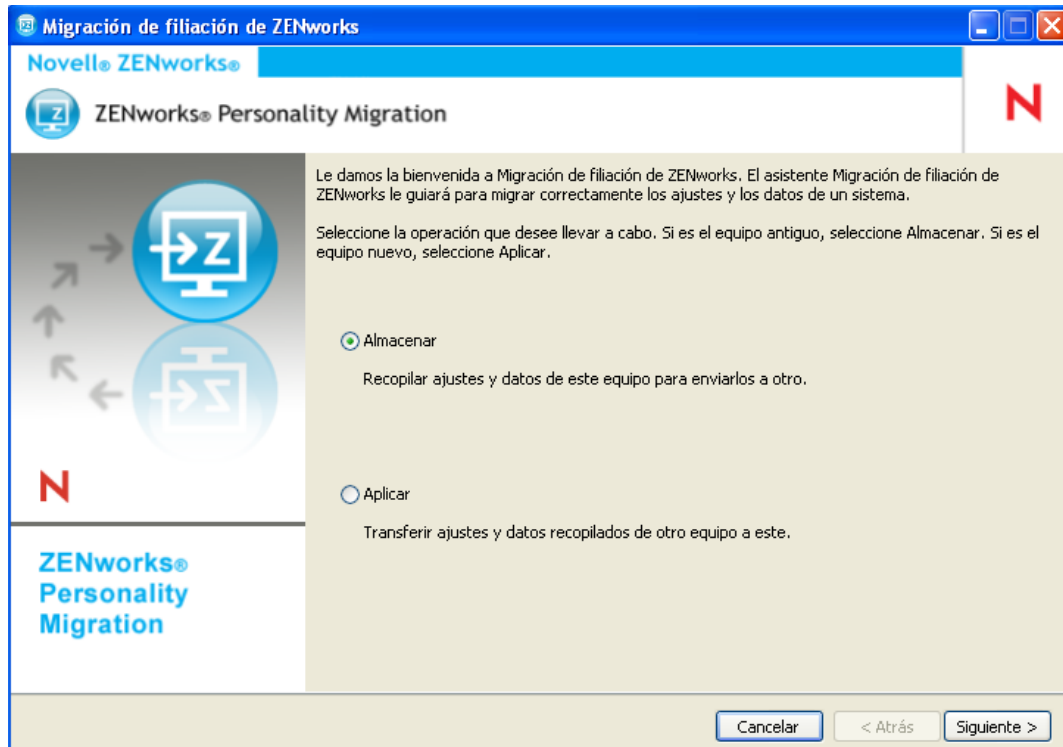 Migración de filiación de ZENworks
Novell® ZENworks®
ZENworks® Personality Migration
N
Z
Le damos la bienvenida a Migración de filiación de ZENworks. El asistente Migración de filiación de
ZENworks le guiará para migrar correctamente los ajustes y los datos de un sistema.
Seleccione la operación que desee llevar a cabo. Si es el equipo antiguo, seleccione Almacenar. Si es el
equipo nuevo, seleccione Aplicar.
Z
Almacenar
Recopilar ajustes y datos de este equipo para enviarlos a otro.
N
Aplicar
Transferir ajustes y datos recopilados de otro equipo a este.
ZENworks®
Personality
Migration
Cancelar
< Atrás
Siguiente >